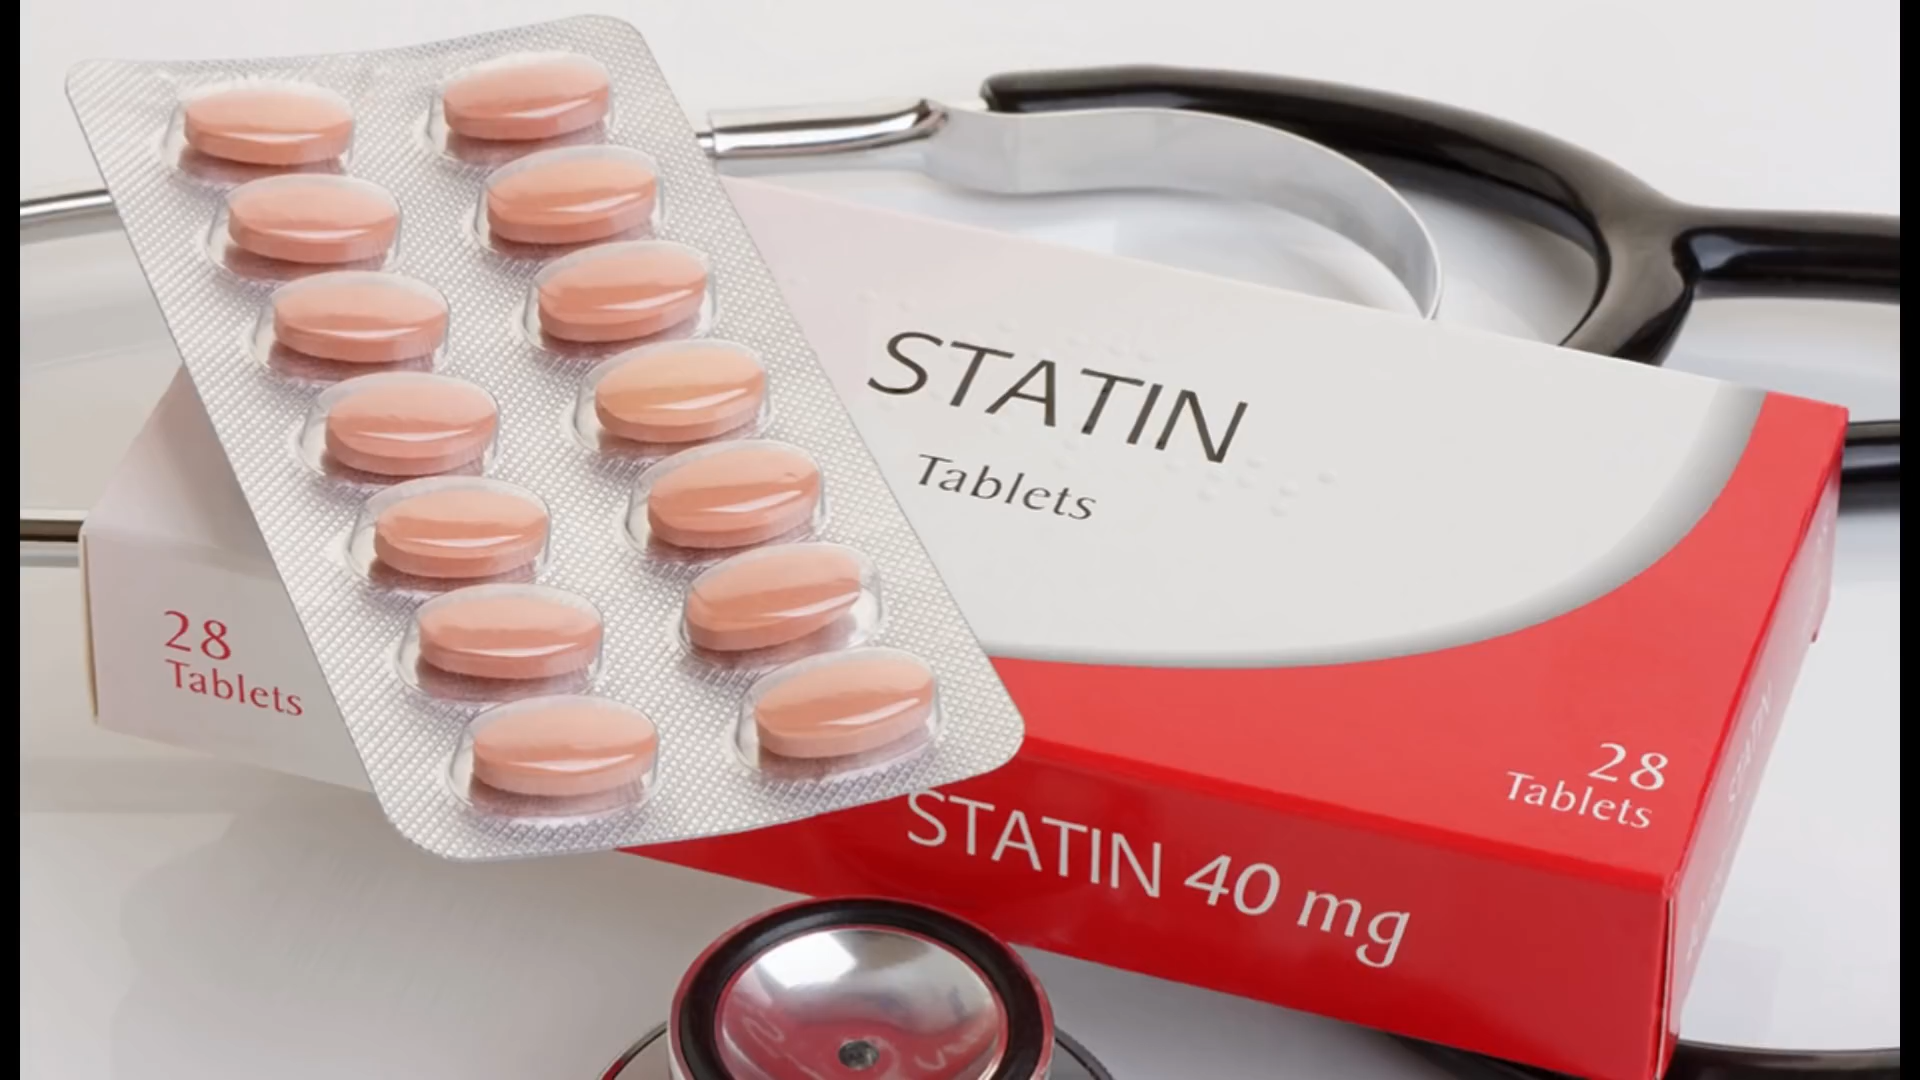 STATIN
Tablets
28
Tablets
28
Tablets
STATIN 40 mg